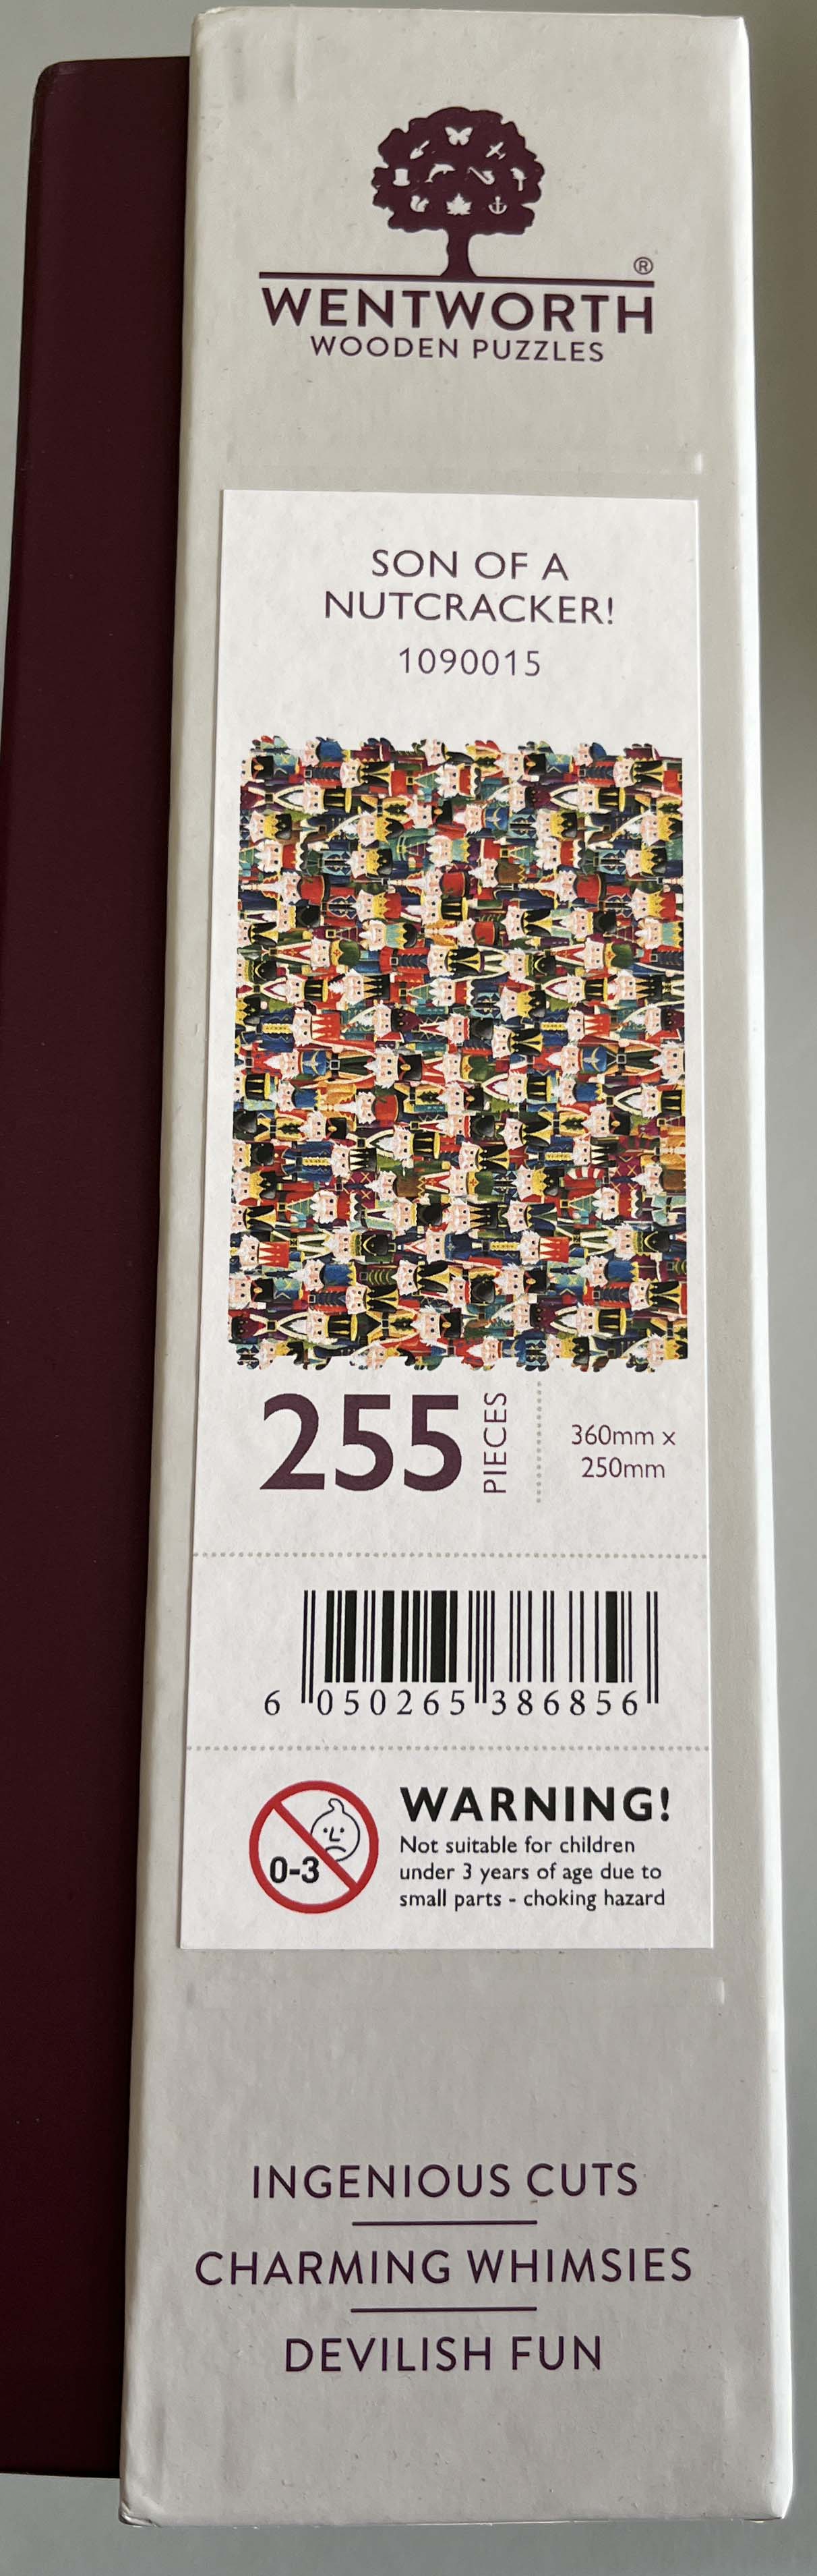 ®
WENTWORTH
WOODEN PUZZLES
SON OF A
NUTCRACKER!
1090015
255 PIECES
360mm x
250mm
6 050265 386856
0-3
WARNING!
Not suitable for children
under 3 years of age due to
small parts - choking hazard
INGENIOUS CUTS
CHARMING WHIMSIES
DEVILISH FUN